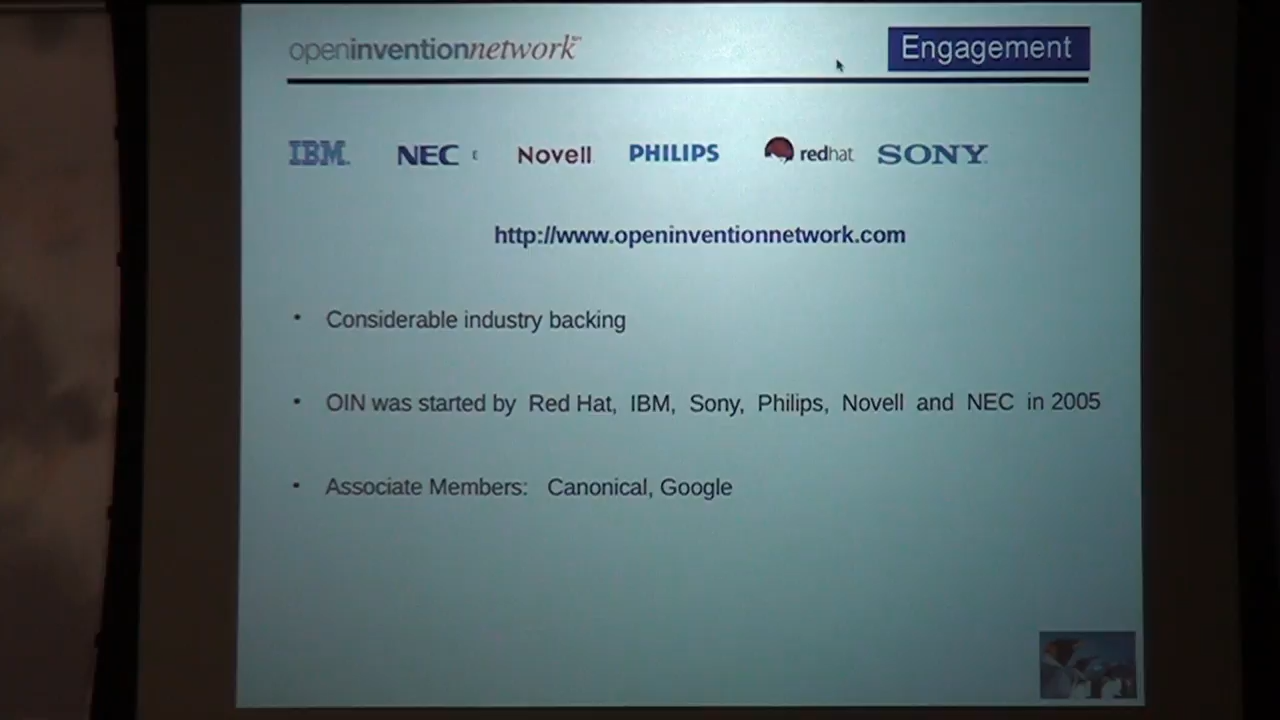 openinventionnetwork
Engagement
IBM. NEC Novell PHILIPS redhat SONY
http://www.openinventionnetwork.com
• Considerable industry backing
• OIN was started by Red Hat, IBM, Sony, Philips, Novell and NEC in 2005
• Associate Members: Canonical, Google